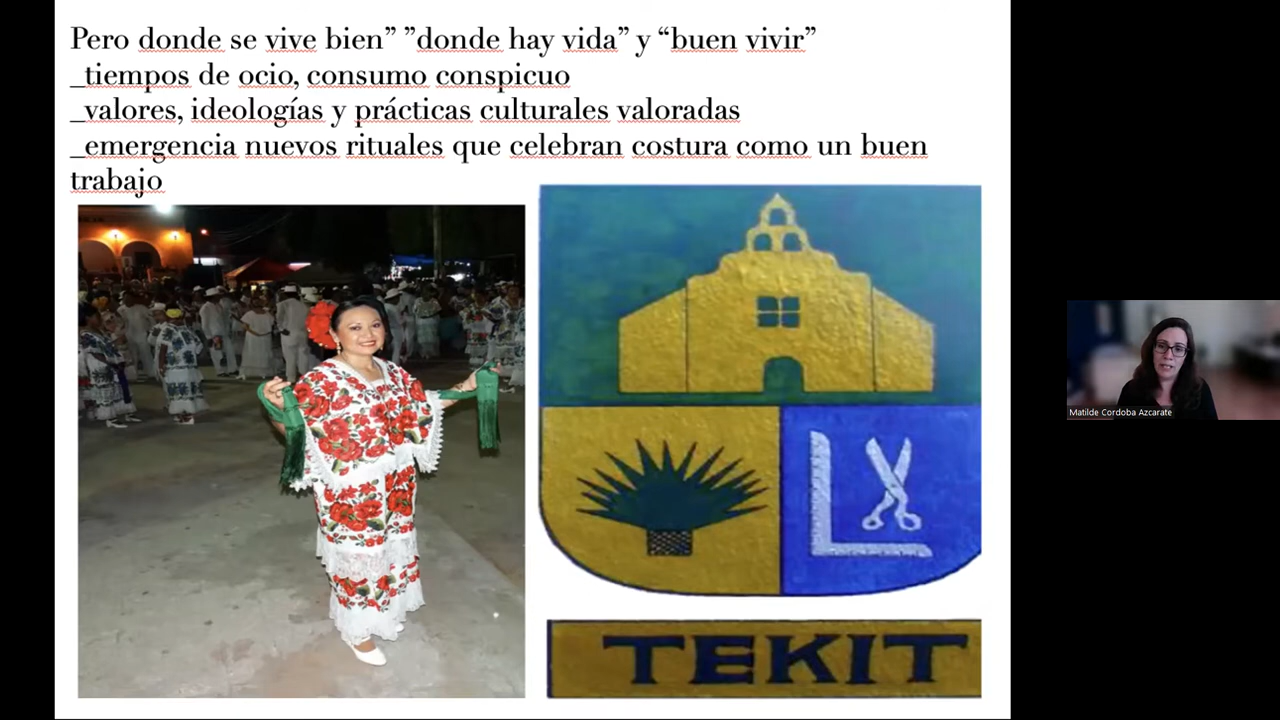 Pero donde se vive bien” ”donde hay vida” y “buen vivir”
_tiempos de ocio, consumo conspicuo
_valores, ideologías y prácticas culturales valoradas
_emergencia nuevos rituales que celebran costura como un buen
trabajo
TEKIT
Matilde Cordoba Azcarate